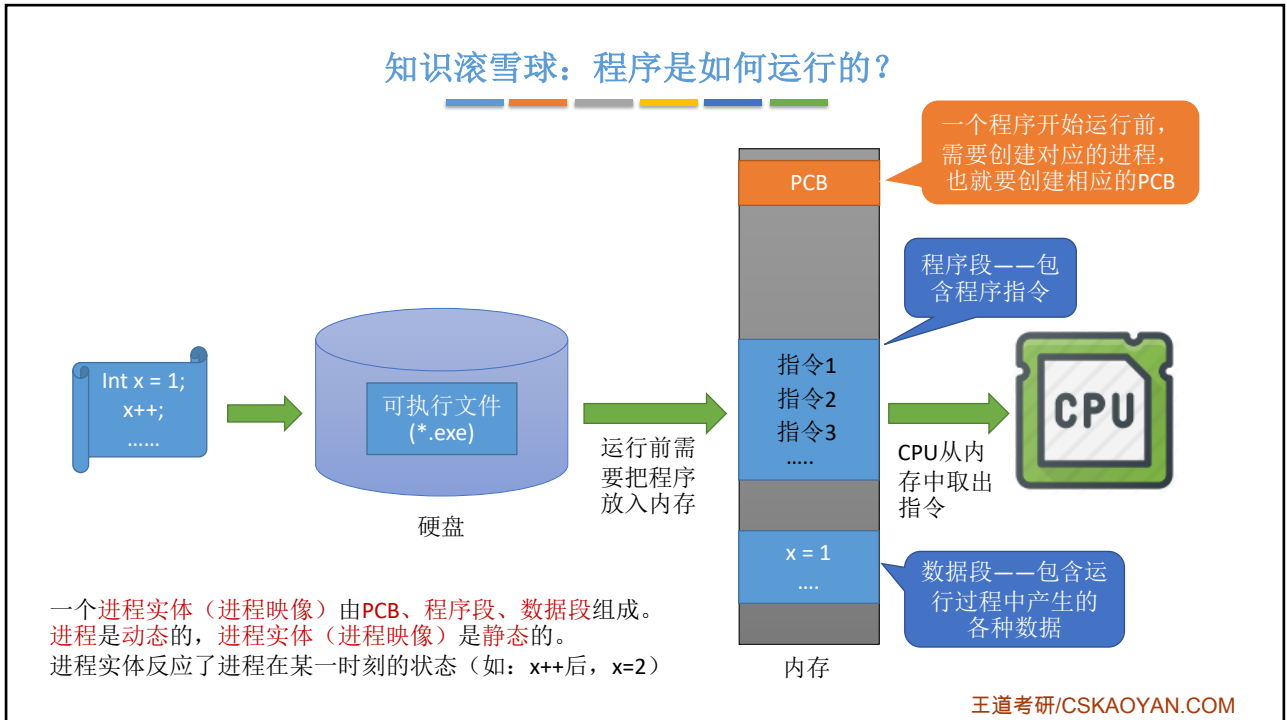 知识滚雪球：程序是如何运行的？
一个程序开始运行前，
需要创建对应的进程，
也就要创建相应的PCB
PCB
程序段——包
含程序指令
Int x = 1;
x++;
……
可执行文件
(*.exe)
硬盘
运行前需
要把程序
放入内存
指令1
指令2
指令3
…..
CPU从内
存中取出
指令
CPU
x = 1
….
数据段——包含运
行过程中产生的
各种数据
内存
一个进程实体（进程映像）由PCB、程序段、数据段组成。
进程是动态的，进程实体（进程映像）是静态的。
进程实体反应了进程在某一时刻的状态（如：x++后，x=2）
王道考研/CSKAOYAN.COM